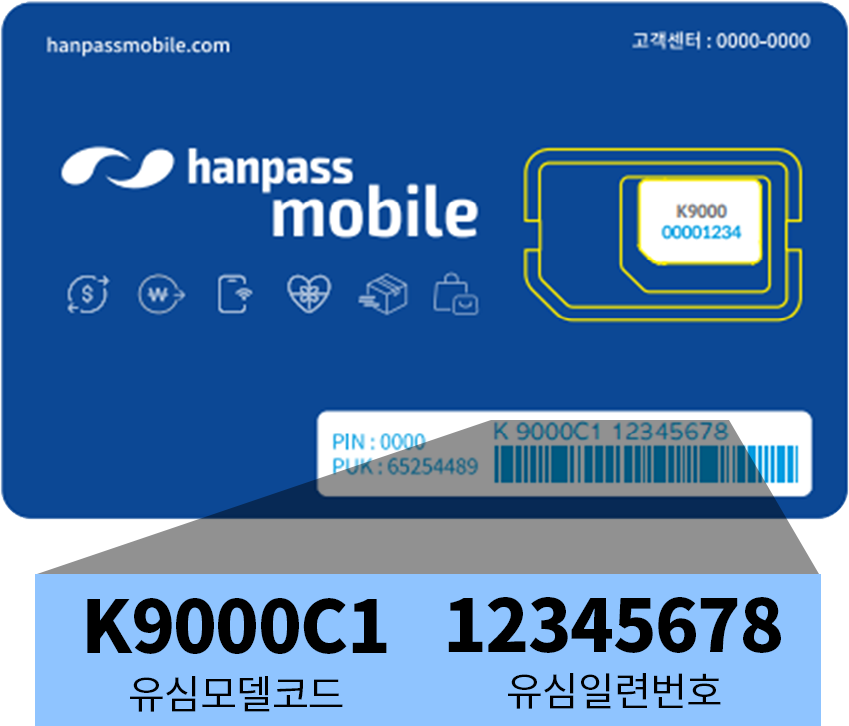 hanpassmobile.com
고객센터 : 0000-0000
hanpass
mobile
K9000
00001234
PIN : 0000
PUK : 65254489
K 9000C1 12345678
K9000C1 12345678
유심모델코드 유심일련번호